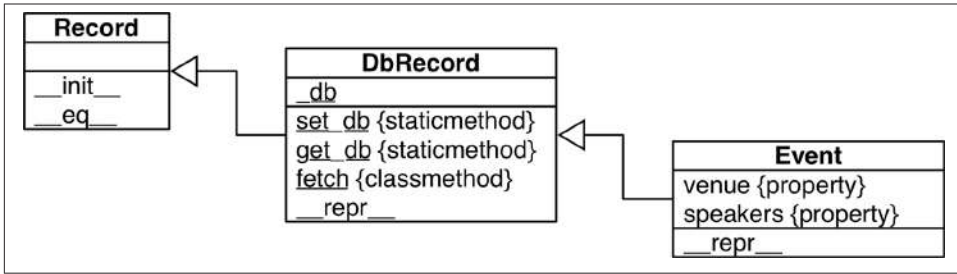 Record
__init__
__eq__
DbRecord
_db
set_db {staticmethod}
get_db {staticmethod}
fetch {classmethod}
__repr__
Event
venue {property}
speakers {property}
__repr__